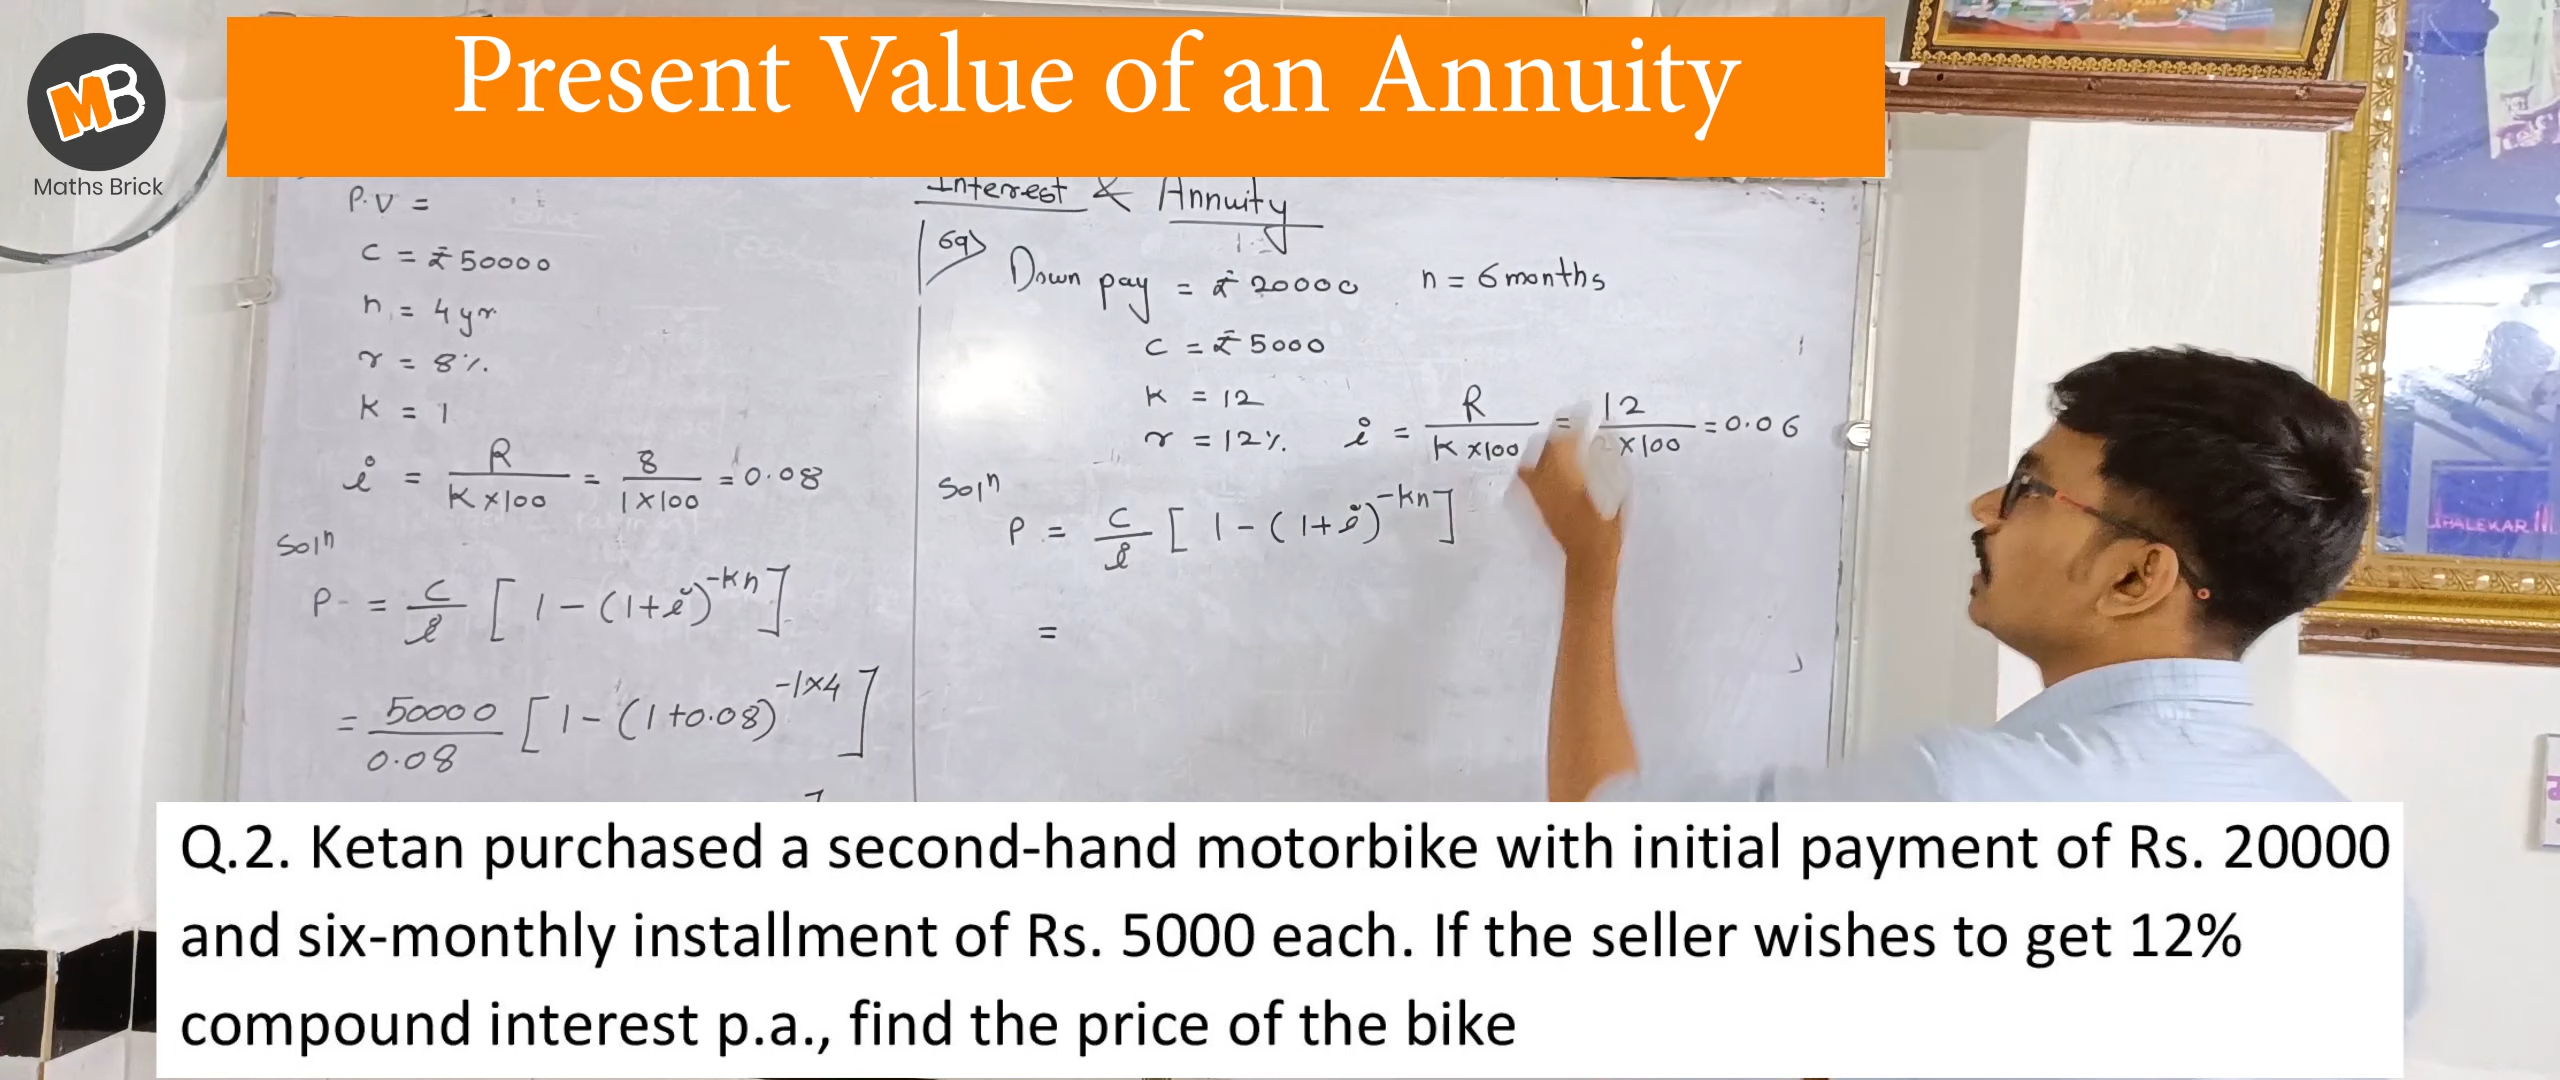 MB
Maths Brick
Present Value of an Annuity
P.V =
C = ₹ 50000
n = 4 yr
r = 8%.
K = 1
i = R / K×100 = 8 / 1×100 = 0.08
Solⁿ
P = C/i [ 1 - (1+i)^-kn ]
= 50000 / 0.08 [ 1 - (1+0.08)^-1×4 ]
Interest & Annuity
Down pay = ₹ 20000 n = 6 months
C = ₹ 5000
K = 12
r = 12%. i = R / K×100 = 12 / ×100 = 0.06
Solⁿ
P = C/i [ 1 - (1+i)^-kn ]
=
Q.2. Ketan purchased a second-hand motorbike with initial payment of Rs. 20000
and six-monthly installment of Rs. 5000 each. If the seller wishes to get 12%
compound interest p.a., find the price of the bike